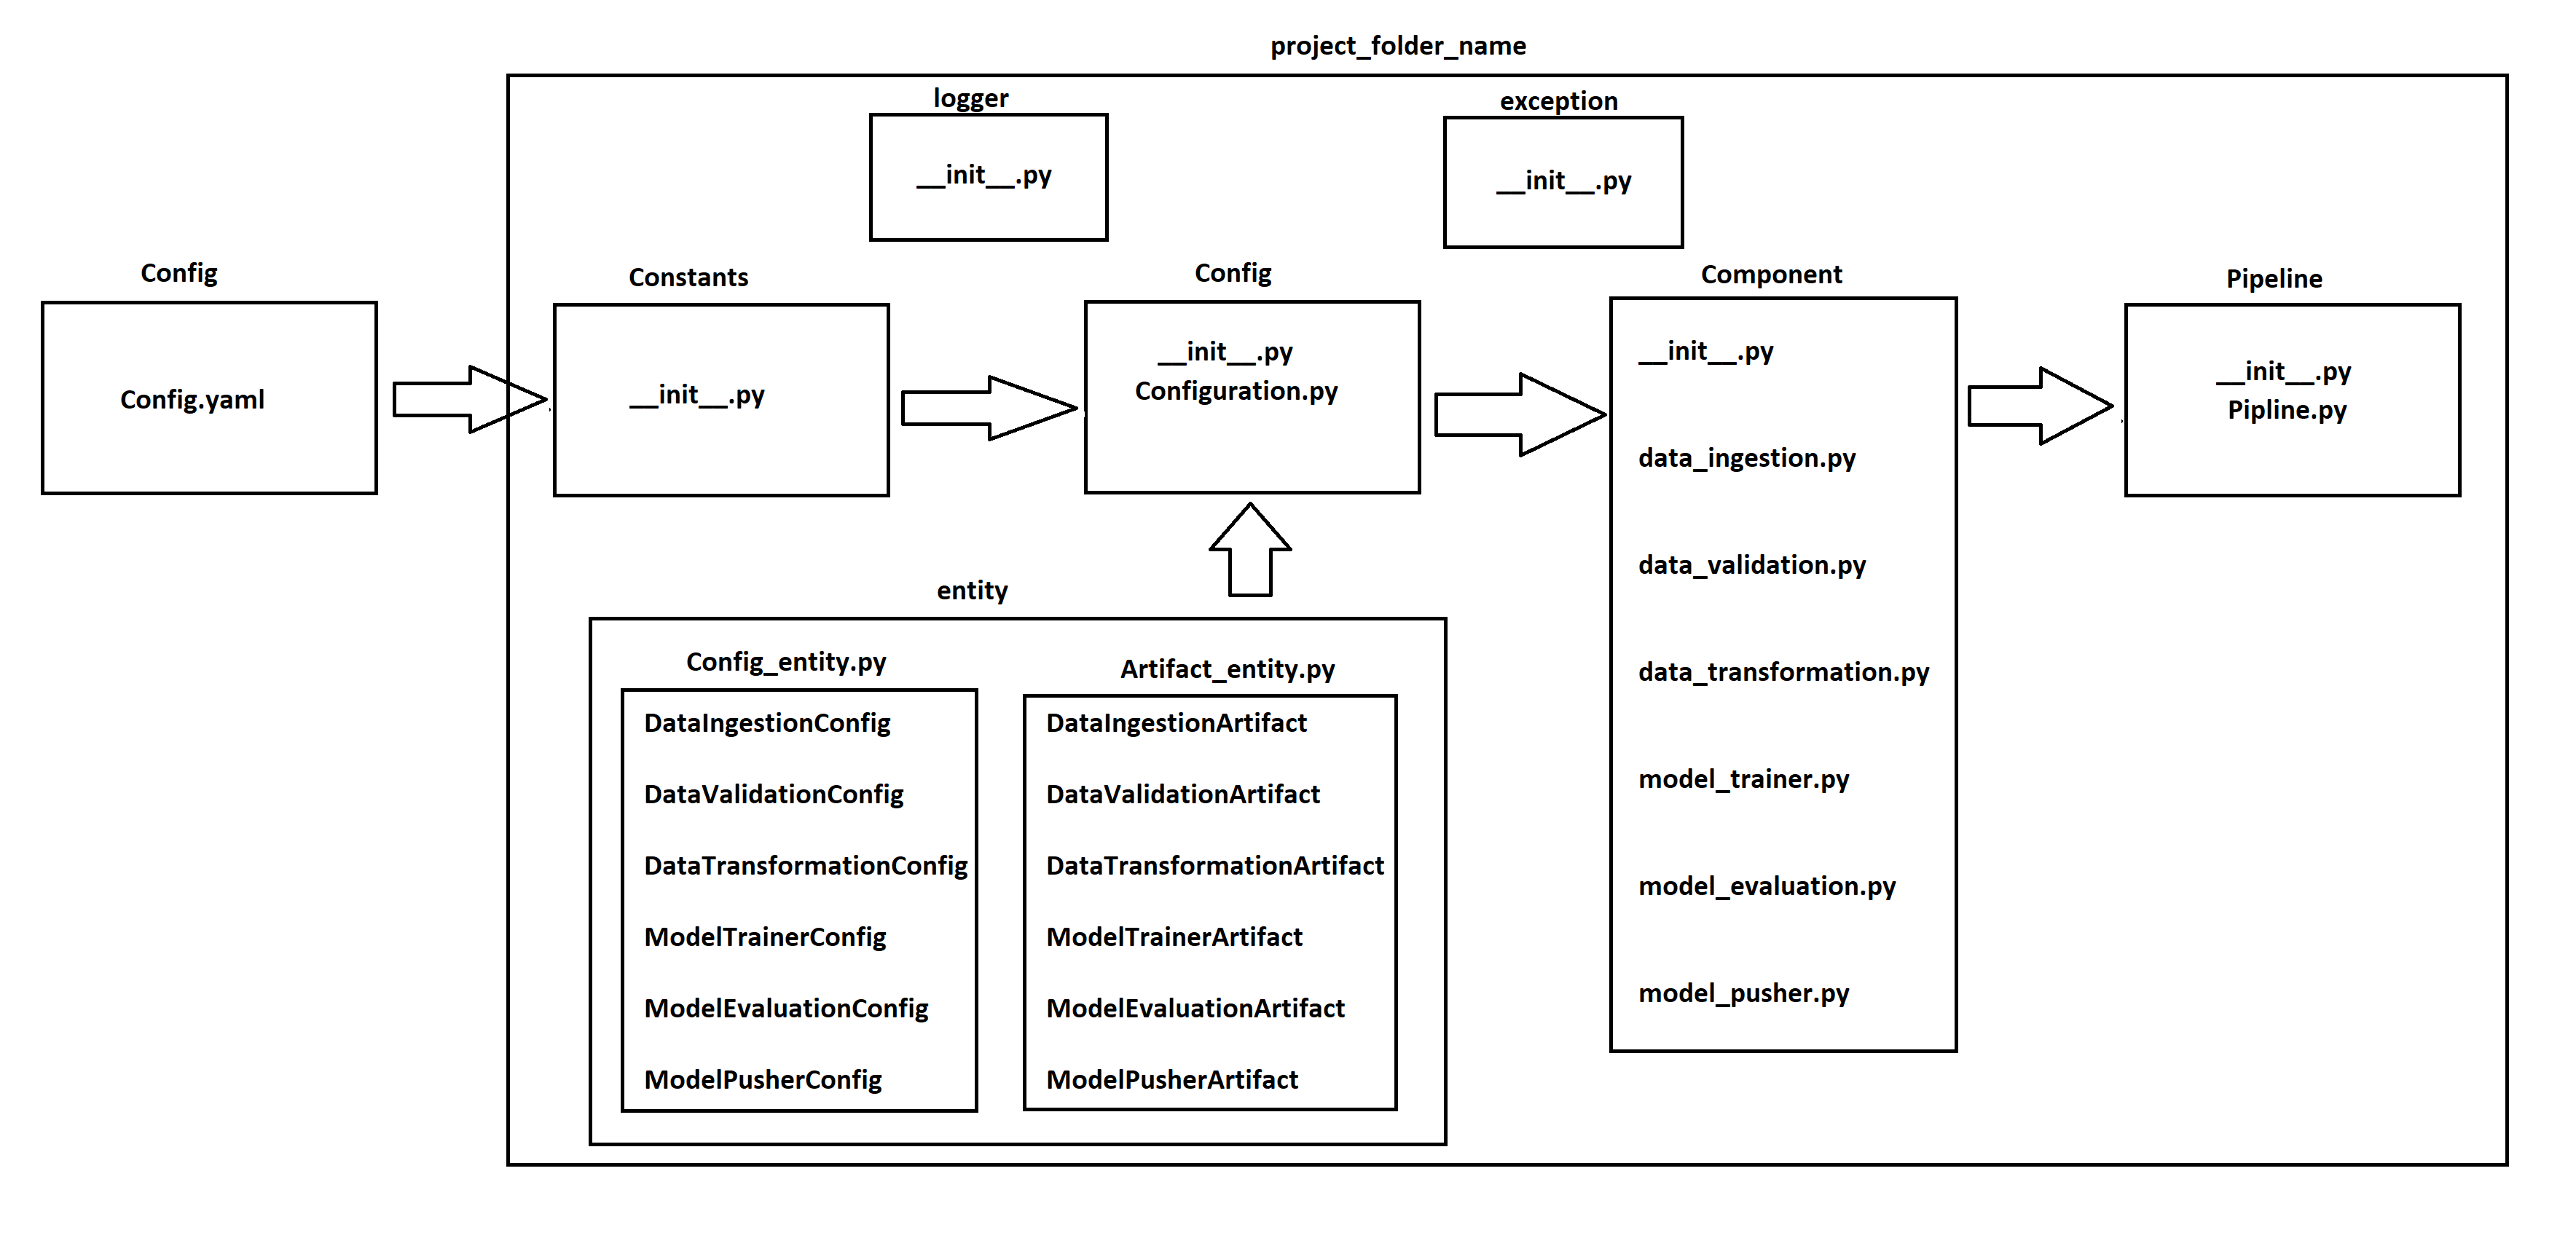 project_folder_name
logger
__init__.py
exception
__init__.py
Config
Config.yaml
Constants
__init__.py
Config
__init__.py
Configuration.py
Component
__init__.py
data_ingestion.py
data_validation.py
data_transformation.py
model_trainer.py
model_evaluation.py
model_pusher.py
Pipeline
__init__.py
Pipline.py
entity
Config_entity.py
DataIngestionConfig
DataValidationConfig
DataTransformationConfig
ModelTrainerConfig
ModelEvaluationConfig
ModelPusherConfig
Artifact_entity.py
DataIngestionArtifact
DataValidationArtifact
DataTransformationArtifact
ModelTrainerArtifact
ModelEvaluationArtifact
ModelPusherArtifact